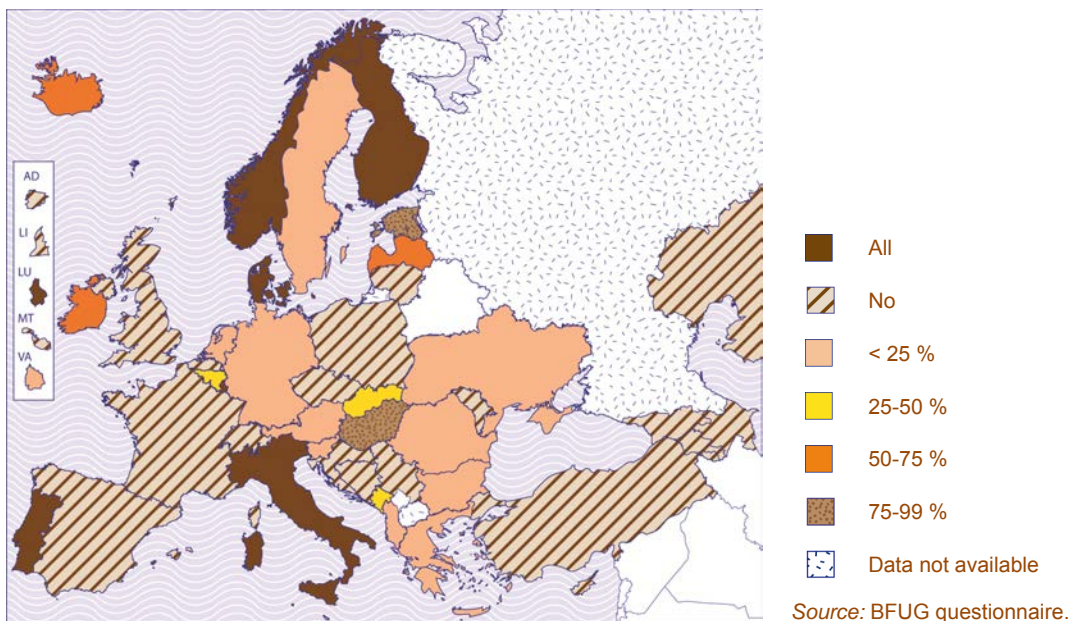 AD
LI
LU
MT
VA
All
No
< 25 %
25-50 %
50-75 %
75-99 %
Data not available
Source: BFUG questionnaire.